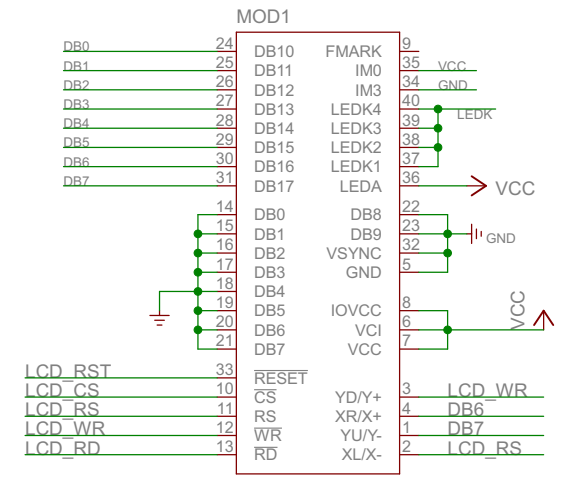 MOD1
DB0 24 DB10 FMARK 9
DB1 25 DB11 IM0 35 VCC
DB2 26 DB12 IM3 34 GND
DB3 27 DB13 LEDK4 40 LEDK
DB4 28 DB14 LEDK3 39
DB5 29 DB15 LEDK2 38
DB6 30 DB16 LEDK1 37
DB7 31 DB17 LEDA 36 VCC
14 DB0 DB8 22
15 DB1 DB9 23 GND
16 DB2 VSYNC 32
17 DB3 GND 5
18 DB4
19 DB5 IOVCC 8 VCC
20 DB6 VCI 6
21 DB7 VCC 7
LCD_RST 33 RESET
LCD_CS 10 CS YD/Y+ 3 LCD_WR
LCD_RS 11 RS XR/X+ 4 DB6
LCD_WR 12 WR YU/Y- 1 DB7
LCD_RD 13 RD XL/X- 2 LCD_RS